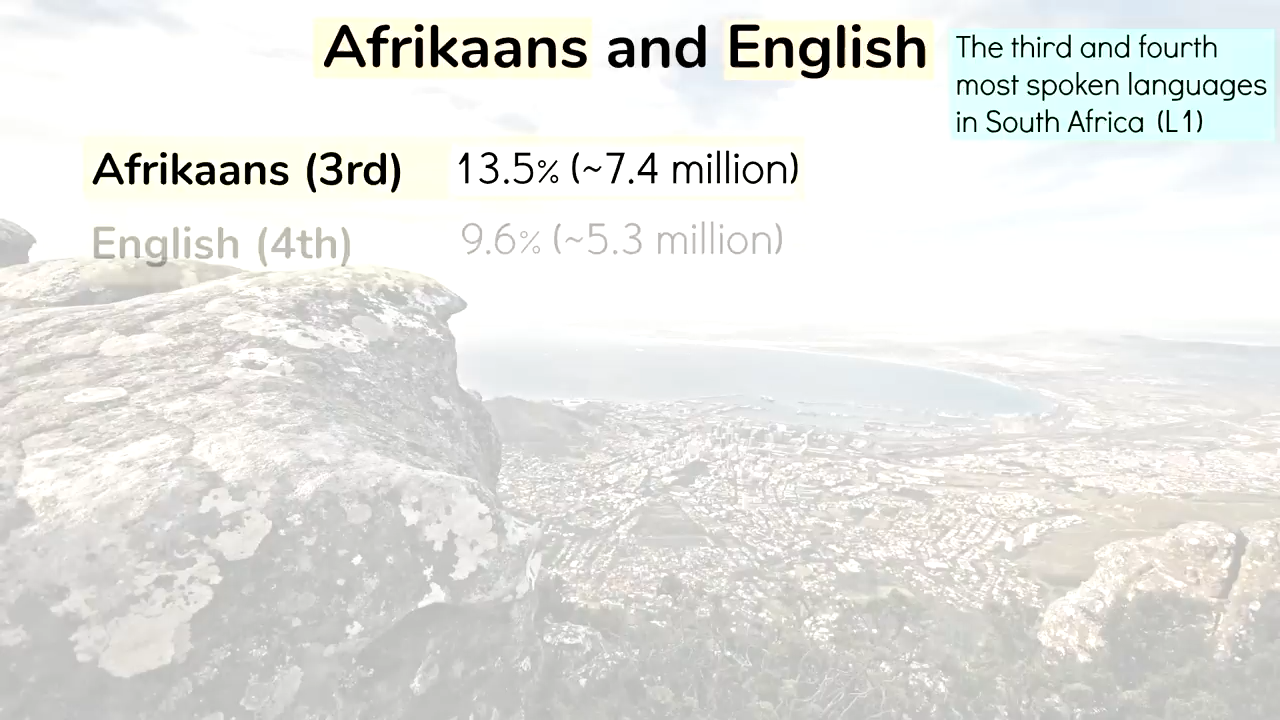 Afrikaans and English
The third and fourth
most spoken languages
in South Africa (L1)
Afrikaans (3rd) 13.5% (~7.4 million)
English (4th) 9.6% (~5.3 million)